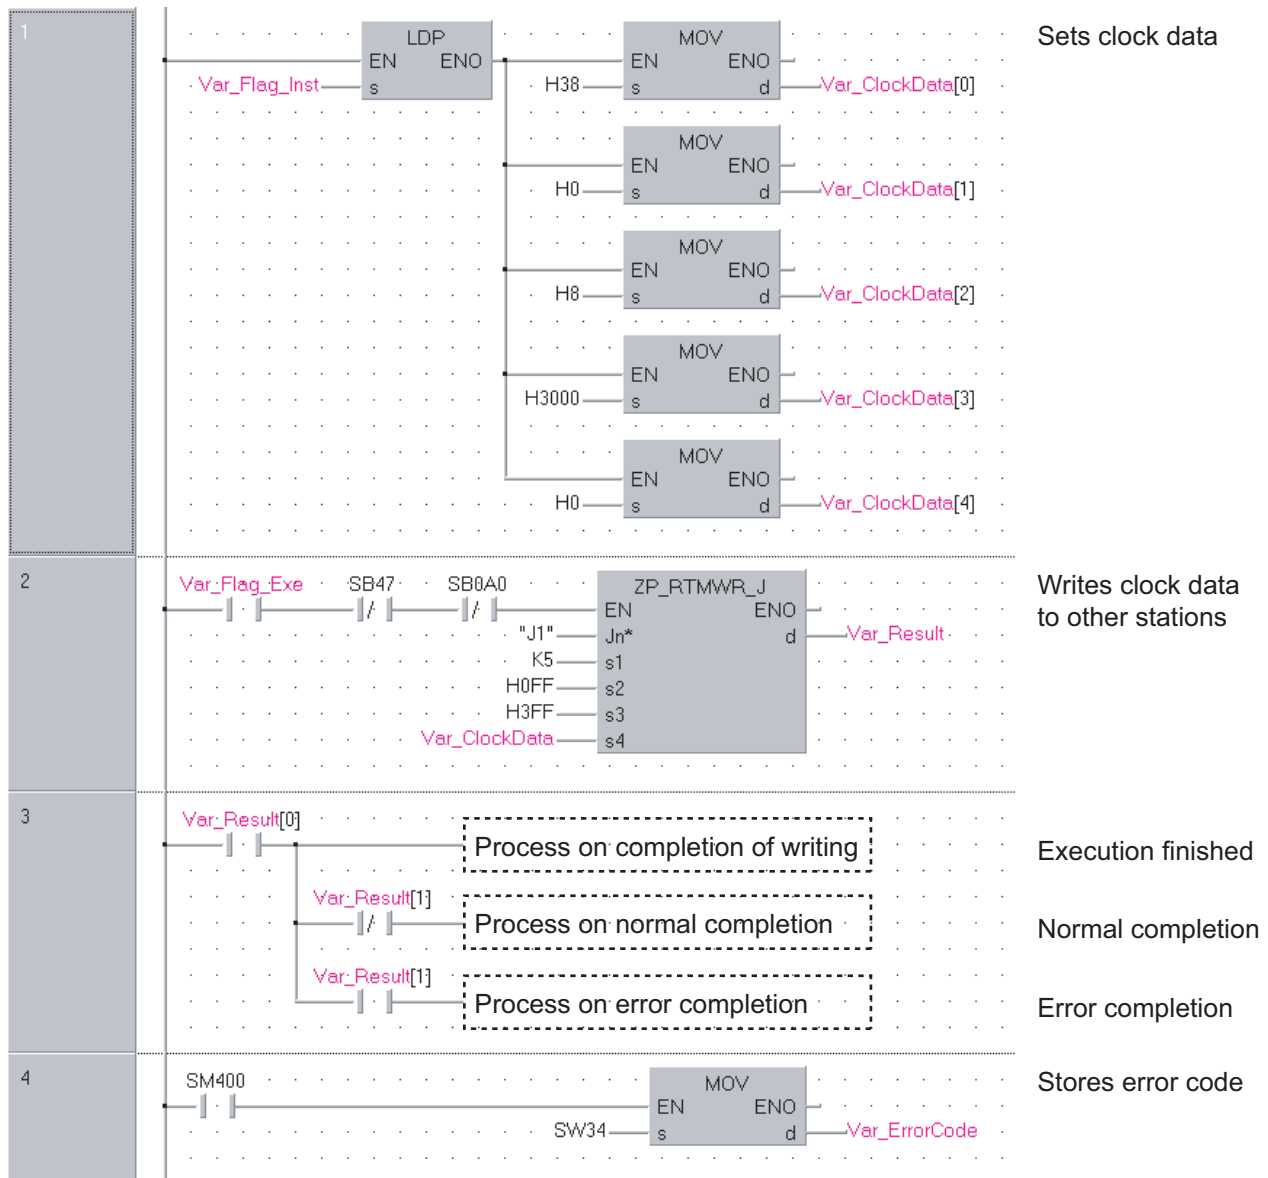 1
LDP
EN ENO
Var_Flag_Inst s
MOV
EN ENO
H38 s d Var_ClockData[0]
Sets clock data
MOV
EN ENO
H0 s d Var_ClockData[1]
MOV
EN ENO
H8 s d Var_ClockData[2]
MOV
EN ENO
H3000 s d Var_ClockData[3]
MOV
EN ENO
H0 s d Var_ClockData[4]
2
Var_Flag_Exe SB47 SB0A0
ZP_RTMWR_J
EN ENO
"J1" Jn* d Var_Result
K5 s1
H0FF s2
H3FF s3
Var_ClockData s4
Writes clock data
to other stations
3
Var_Result[0]
Process on completion of writing
Execution finished
Var_Result[1]
Process on normal completion
Normal completion
Var_Result[1]
Process on error completion
Error completion
4
SM400
MOV
EN ENO
SW34 s d Var_ErrorCode
Stores error code